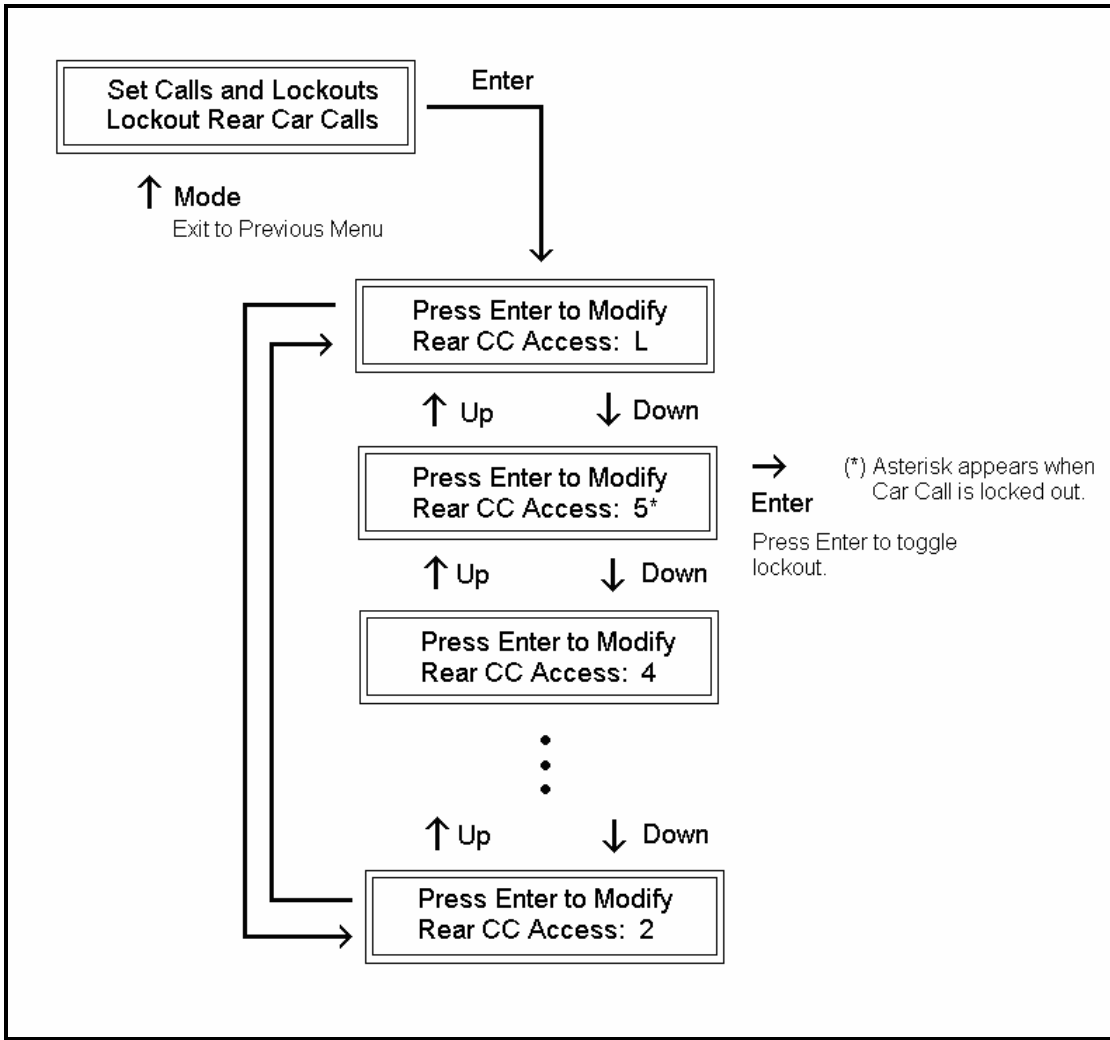 Set Calls and Lockouts
Lockout Rear Car Calls
Enter
↑ Mode
Exit to Previous Menu
Press Enter to Modify
Rear CC Access: L
↑ Up ↓ Down
Press Enter to Modify
Rear CC Access: 5*
→
Enter
Press Enter to toggle
lockout.
(*) Asterisk appears when
Car Call is locked out.
↑ Up ↓ Down
Press Enter to Modify
Rear CC Access: 4
↑ Up ↓ Down
Press Enter to Modify
Rear CC Access: 2